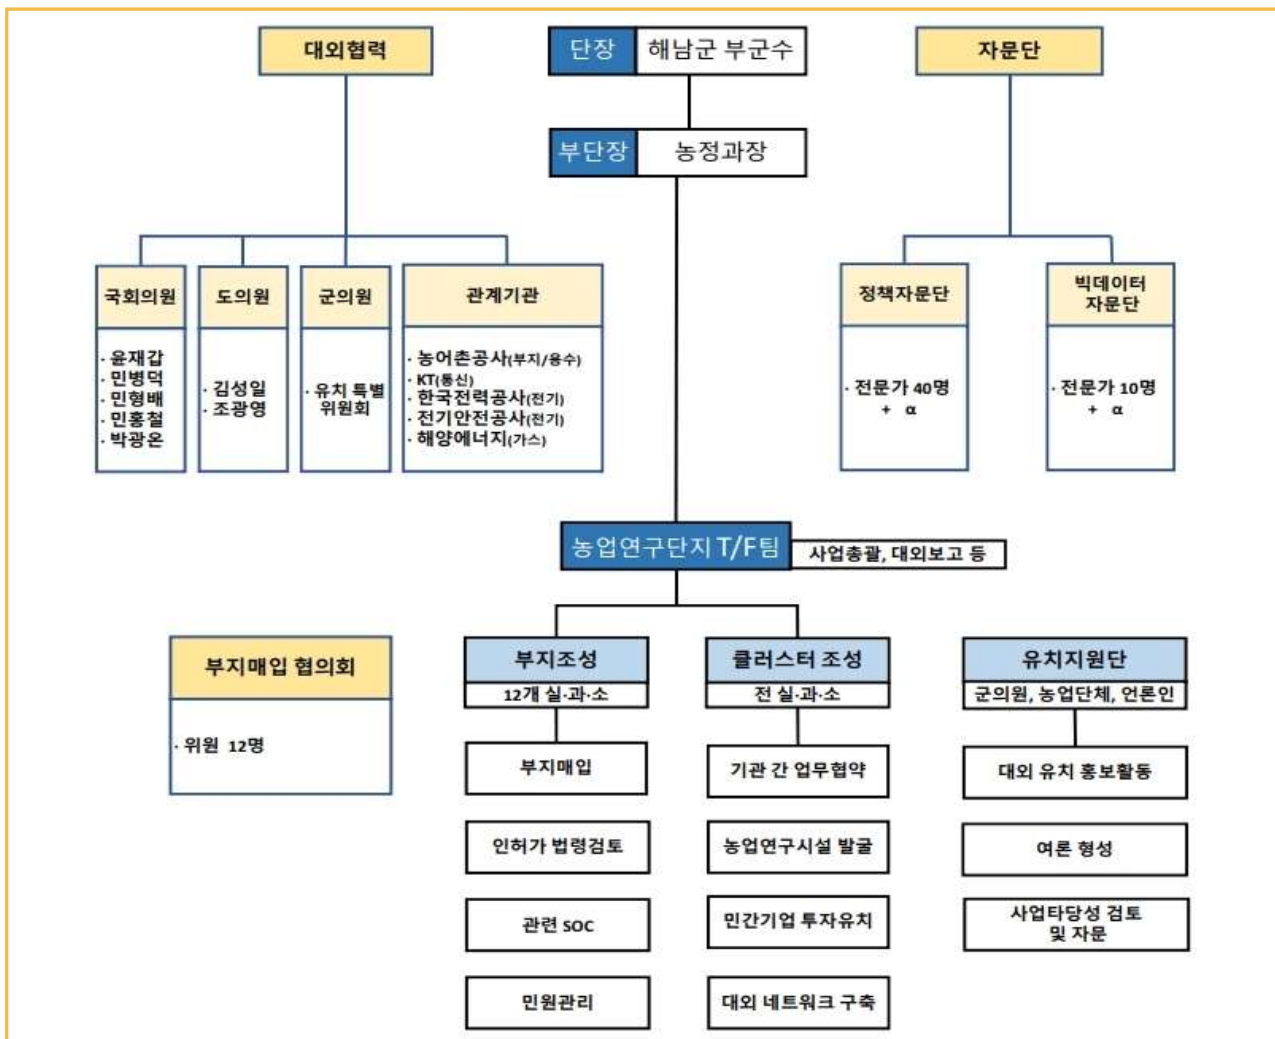 대외협력
단장 해남군 부군수
자문단
부단장 농정과장
국회의원
· 윤재갑
· 민병덕
· 민형배
· 민홍철
· 박광온
도의원
· 김성일
· 조광영
군의원
· 유치 특별
위원회
관계기관
· 농어촌공사(부지/용수)
· KT(통신)
· 한국전력공사(전기)
· 전기안전공사(전기)
· 해양에너지(가스)
정책자문단
· 전문가 40명
+ α
빅데이터
자문단
· 전문가 10명
+ α
농업연구단지 T/F팀
사업총괄, 대외보고 등
부지매입 협의회
· 위원 12명
부지조성
12개 실·과·소
부지매입
인허가 법령검토
관련 SOC
민원관리
클러스터 조성
전 실·과·소
기관 간 업무협약
농업연구시설 발굴
민간기업 투자유치
대외 네트워크 구축
유치지원단
군의원, 농업단체, 언론인
대외 유치 홍보활동
여론 형성
사업타당성 검토
및 자문